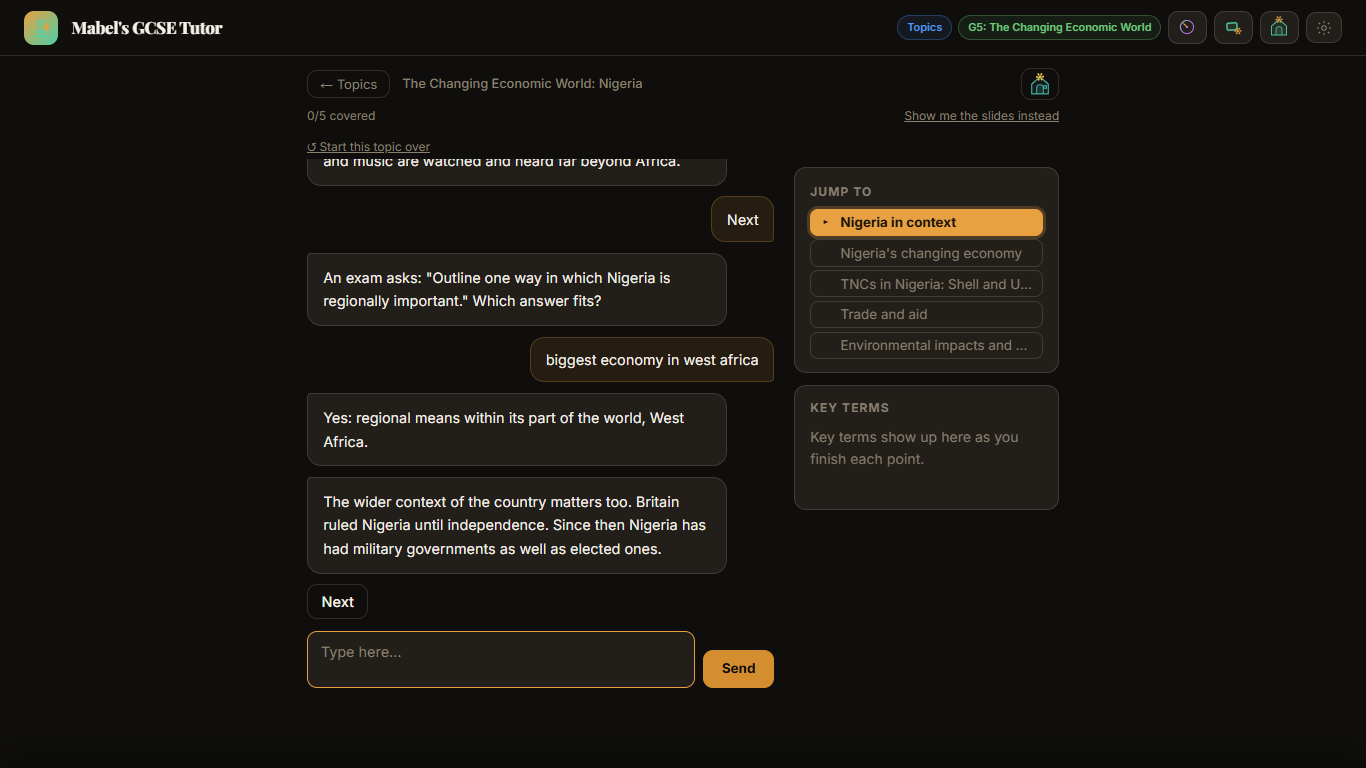 Mabel's GCSE Tutor
Topics
G5: The Changing Economic World
← Topics
The Changing Economic World: Nigeria
0/5 covered
Show me the slides instead
↺ Start this topic over
and music are watched and heard far beyond Africa.
Next
An exam asks: "Outline one way in which Nigeria is
regionally important." Which answer fits?
biggest economy in west africa
Yes: regional means within its part of the world, West
Africa.
The wider context of the country matters too. Britain
ruled Nigeria until independence. Since then Nigeria has
had military governments as well as elected ones.
Next
Type here...
Send
JUMP TO
Nigeria in context
Nigeria's changing economy
TNCs in Nigeria: Shell and U...
Trade and aid
Environmental impacts and ...
KEY TERMS
Key terms show up here as you
finish each point.